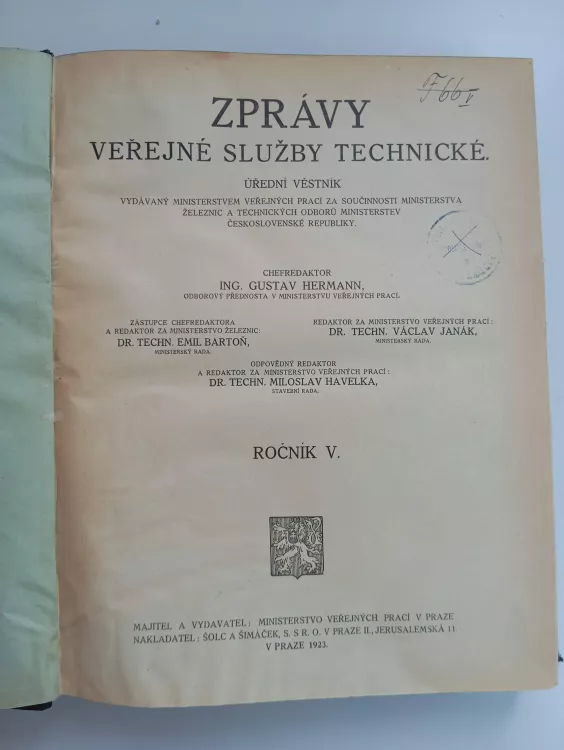 ZPRÁVY
VEŘEJNÉ SLUŽBY TECHNICKÉ.
ÚŘEDNÍ VĚSTNÍK
VYDÁVANÝ MINISTERSTVEM VEŘEJNÝCH PRACÍ ZA SOUČINNOSTI MINISTERSTVA
ŽELEZNIC A TECHNICKÝCH ODBORŮ MINISTERSTEV
ČESKOSLOVENSKÉ REPUBLIKY.
CHEFREDAKTOR
ING. GUSTAV HERMANN,
ODBOROVÝ PŘEDNOSTA V MINISTERSTVU VEŘEJNÝCH PRACÍ.
ZÁSTUPCE CHEFREDAKTORA
A REDAKTOR ZA MINISTERSTVO ŽELEZNIC:
DR. TECHN. EMIL BARTOŇ,
MINISTERSKÝ RADA.
REDAKTOR ZA MINISTERSTVO VEŘEJNÝCH PRACÍ:
DR. TECHN. VÁCLAV JANÁK,
MINISTERSKÝ RADA.
ODPOVĚDNÝ REDAKTOR
A REDAKTOR ZA MINISTERSTVO VEŘEJNÝCH PRACÍ:
DR. TECHN. MILOSLAV HAVELKA,
STAVEBNÍ RADA.
ROČNÍK V.
MAJITEL A VYDAVATEL: MINISTERSTVO VEŘEJNÝCH PRACÍ V PRAZE
NAKLADATEL: ŠOLC A ŠIMÁČEK, S. S R. O. V PRAZE II., JERUSALEMSKÁ 11
V PRAZE 1923.